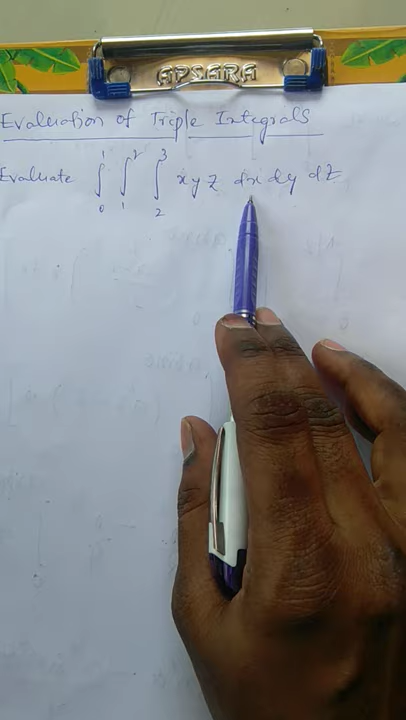 APSARA
Evaluation of Triple Integrals
Evaluate ∫₀¹ ∫₁² ∫₂³ xyz dx dy dz